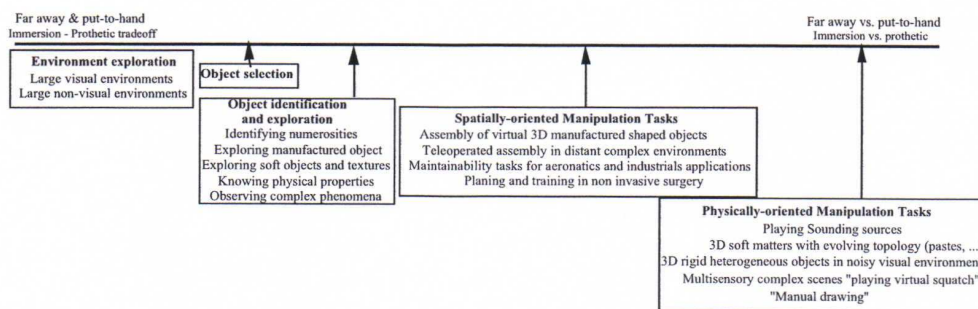 Far away & put-to-hand
Immersion - Prothetic tradeoff
Far away vs. put-to-hand
Immersion vs. prothetic
Environment exploration
Large visual environments
Large non-visual environments
Object selection
Object identification
and exploration
Identifying numerosities
Exploring manufactured object
Exploring soft objects and textures
Knowing physical properties
Observing complex phenomena
Spatially-oriented Manipulation Tasks
Assembly of virtual 3D manufactured shaped objects
Teleoperated assembly in distant complex environments
Maintainability tasks for aeronatics and industrials applications
Planing and training in non invasive surgery
Physically-oriented Manipulation Tasks
Playing Sounding sources
3D soft matters with evolving topology (pastes, ...
3D rigid heterogeneous objects in noisy visual environmen
Multisensory complex scenes "playing virtual squatch"
"Manual drawing"